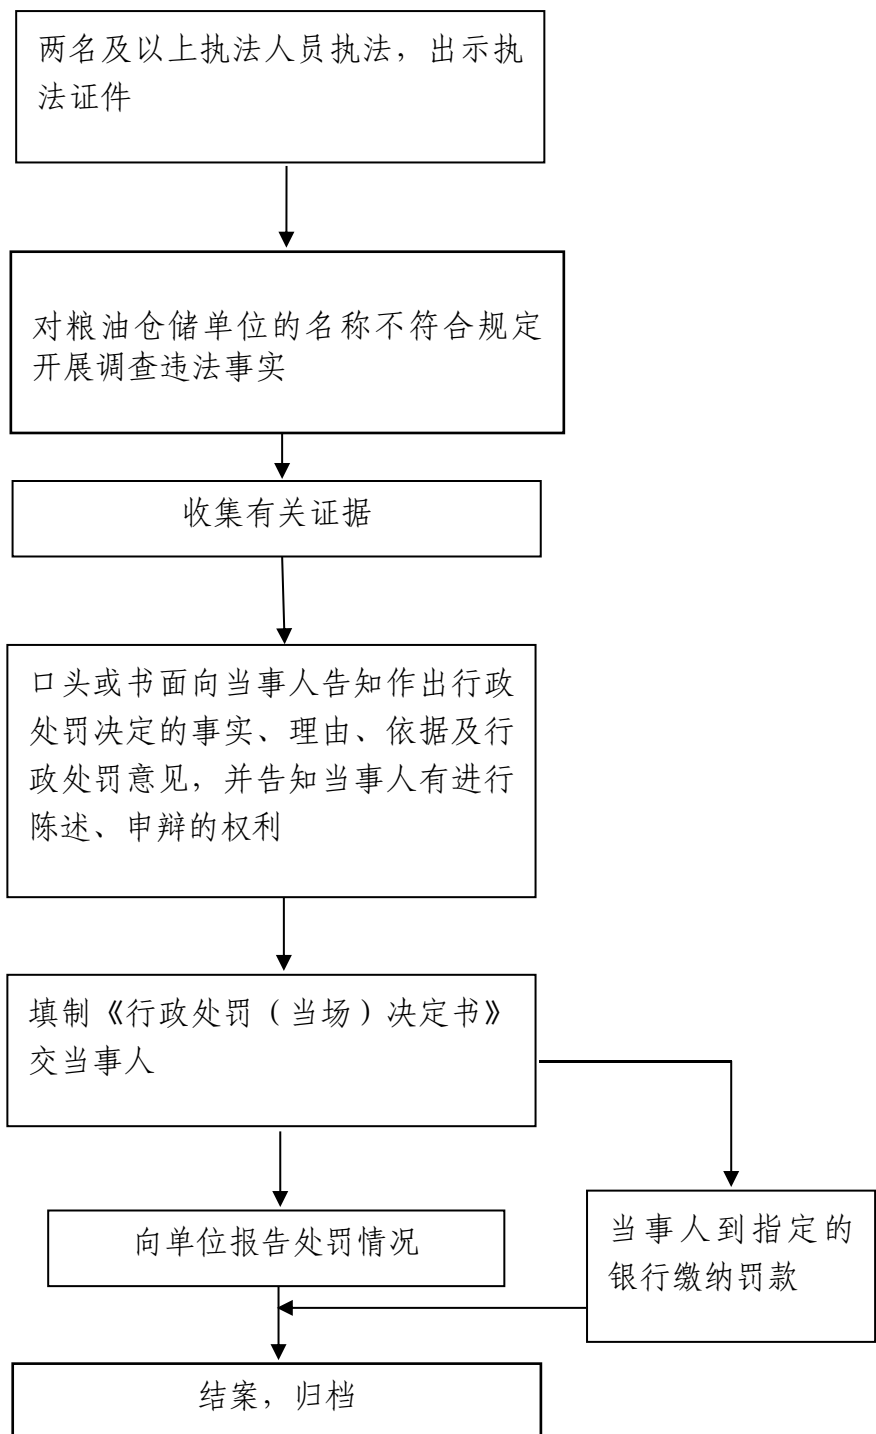 两名及以上执法人员执法，出示执
法证件
对粮油仓储单位的名称不符合规定
开展调查违法事实
收集有关证据
口头或书面向当事人告知作出行政
处罚决定的事实、理由、依据及行
政处罚意见，并告知当事人有进行
陈述、申辩的权利
填制《行政处罚（当场）决定书》
交当事人
向单位报告处罚情况
当事人到指定的
银行缴纳罚款
结案，归档